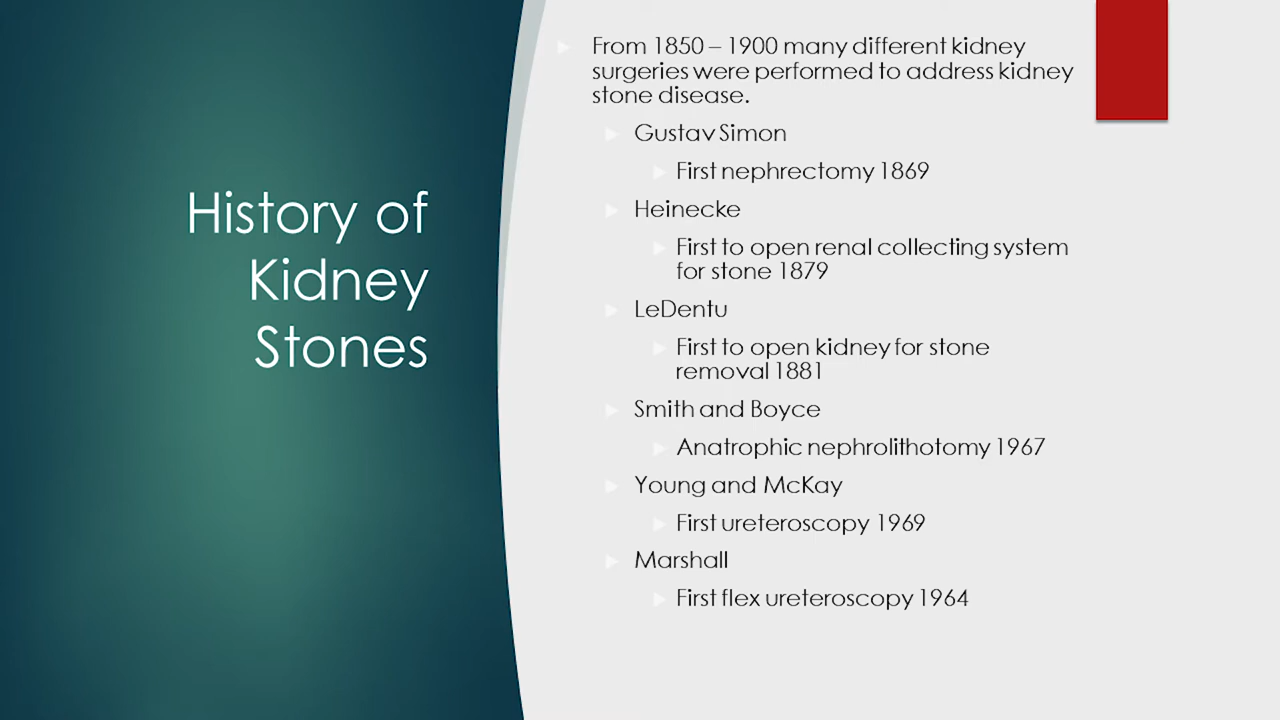 History of
Kidney
Stones
From 1850 – 1900 many different kidney
surgeries were performed to address kidney
stone disease.
Gustav Simon
First nephrectomy 1869
Heinecke
First to open renal collecting system
for stone 1879
LeDentu
First to open kidney for stone
removal 1881
Smith and Boyce
Anatrophic nephrolithotomy 1967
Young and McKay
First ureteroscopy 1969
Marshall
First flex ureteroscopy 1964